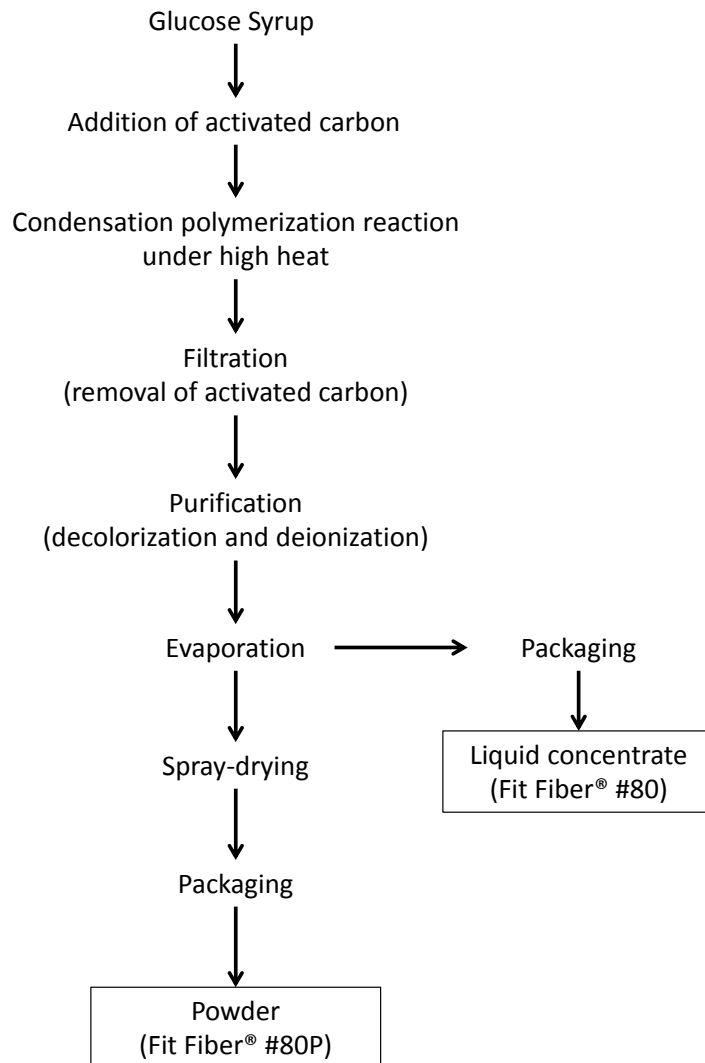 Glucose Syrup
Addition of activated carbon
Condensation polymerization reaction
under high heat
Filtration
(removal of activated carbon)
Purification
(decolorization and deionization)
Evaporation
Packaging
Liquid concentrate
(Fit Fiber® #80)
Spray-drying
Packaging
Powder
(Fit Fiber® #80P)